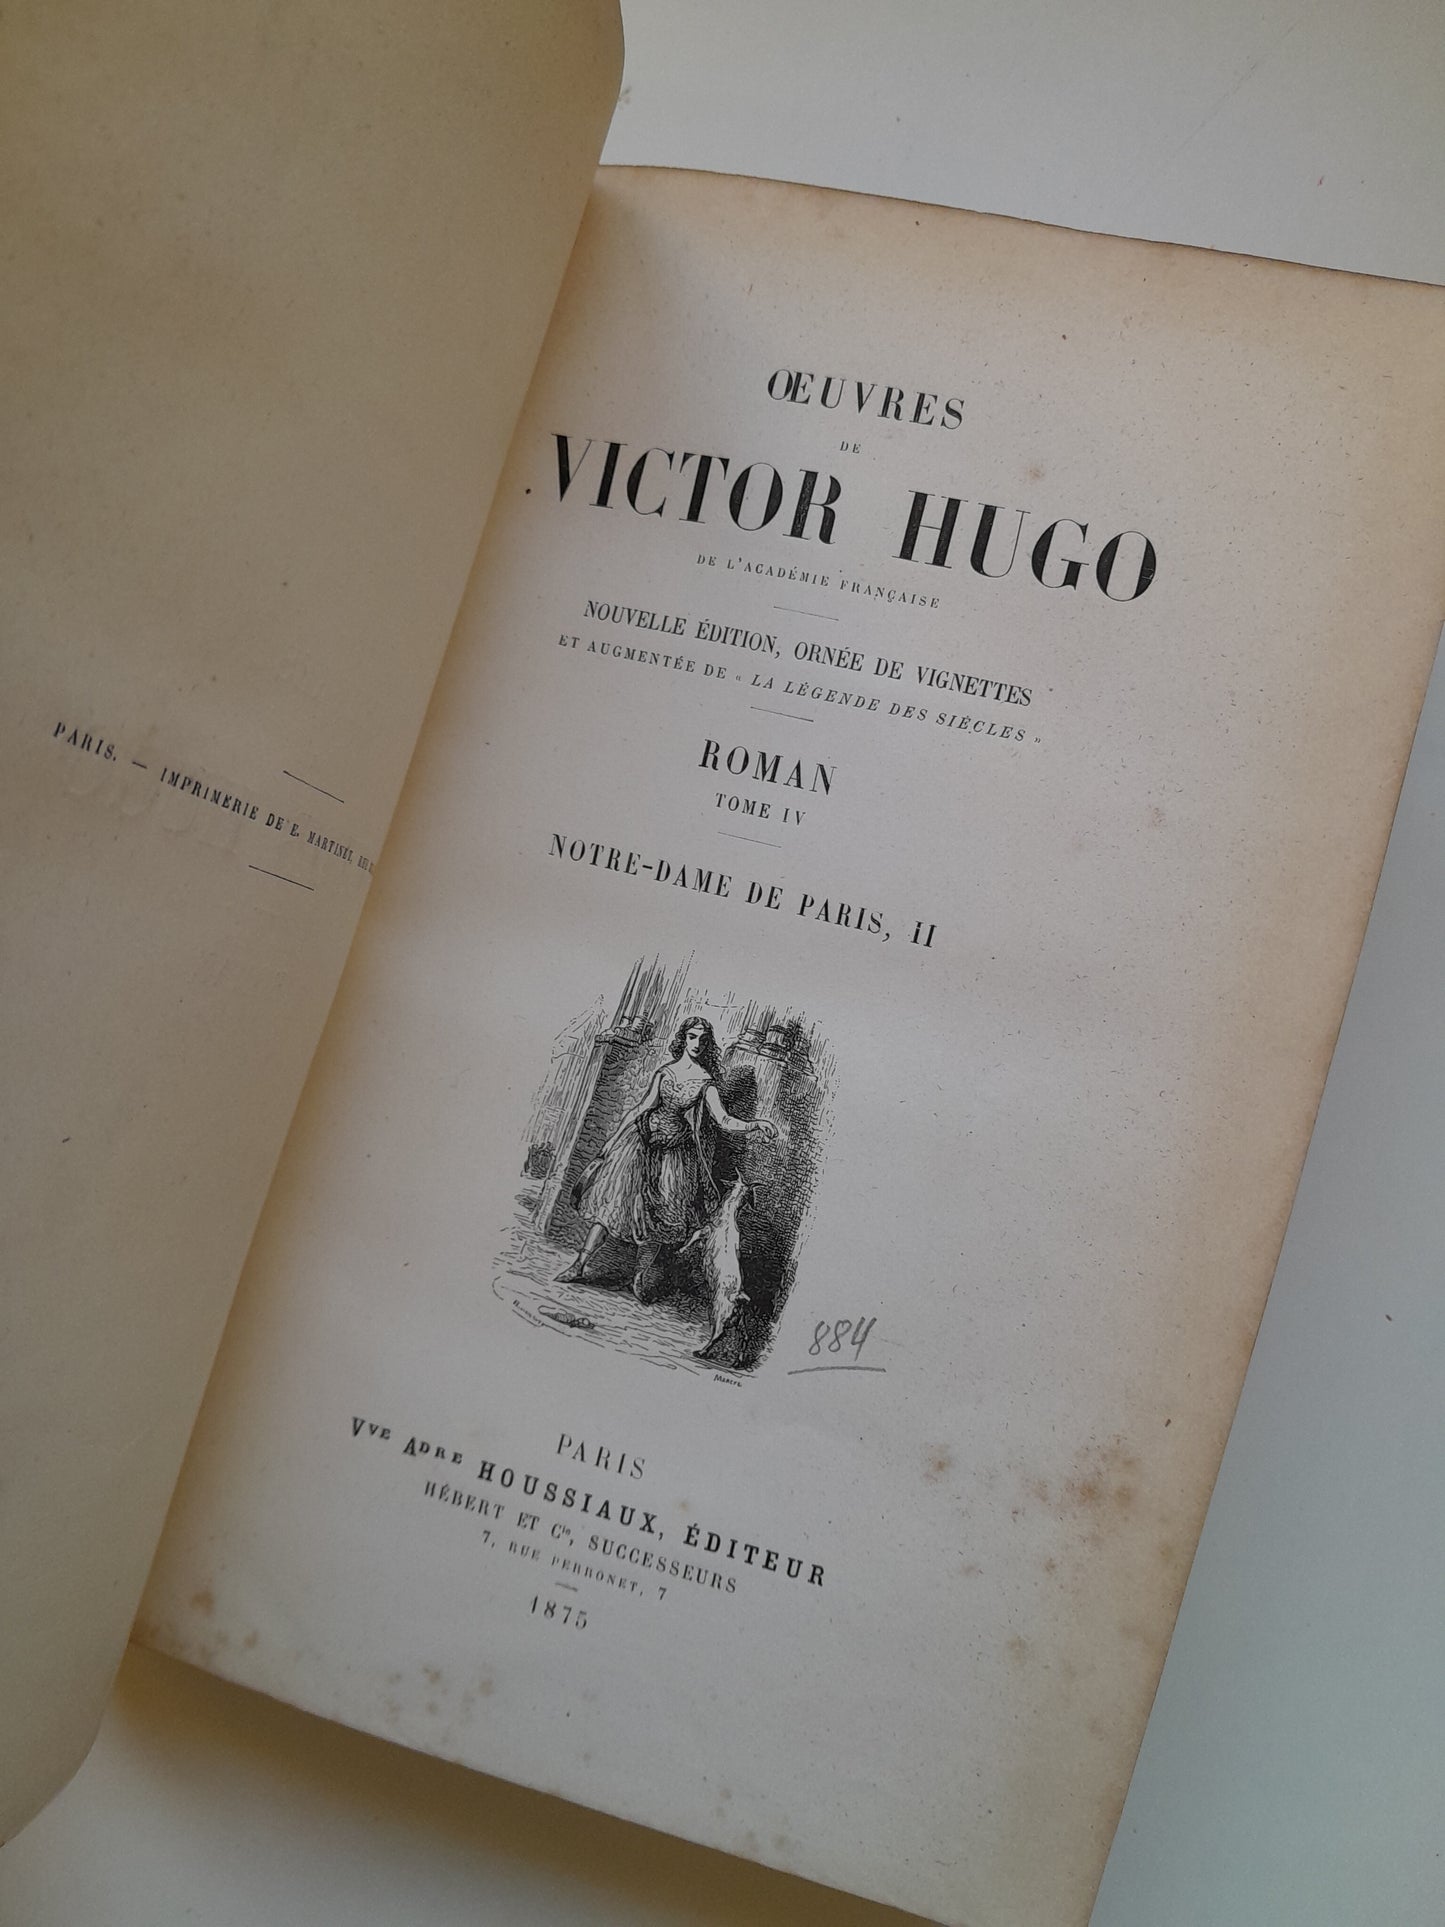 PARIS. — IMPRIMERIE DE E. MARTINET,
ŒUVRES
DE
VICTOR HUGO
DE L'ACADÉMIE FRANÇAISE
NOUVELLE ÉDITION, ORNÉE DE VIGNETTES
ET AUGMENTÉE DE « LA LÉGENDE DES SIÈCLES »
ROMAN
TOME IV
NOTRE-DAME DE PARIS, II
884
PARIS
Vve ADRE HOUSSIAUX, ÉDITEUR
HÉBERT ET Cie, SUCCESSEURS
7, RUE PERRONET, 7
1875